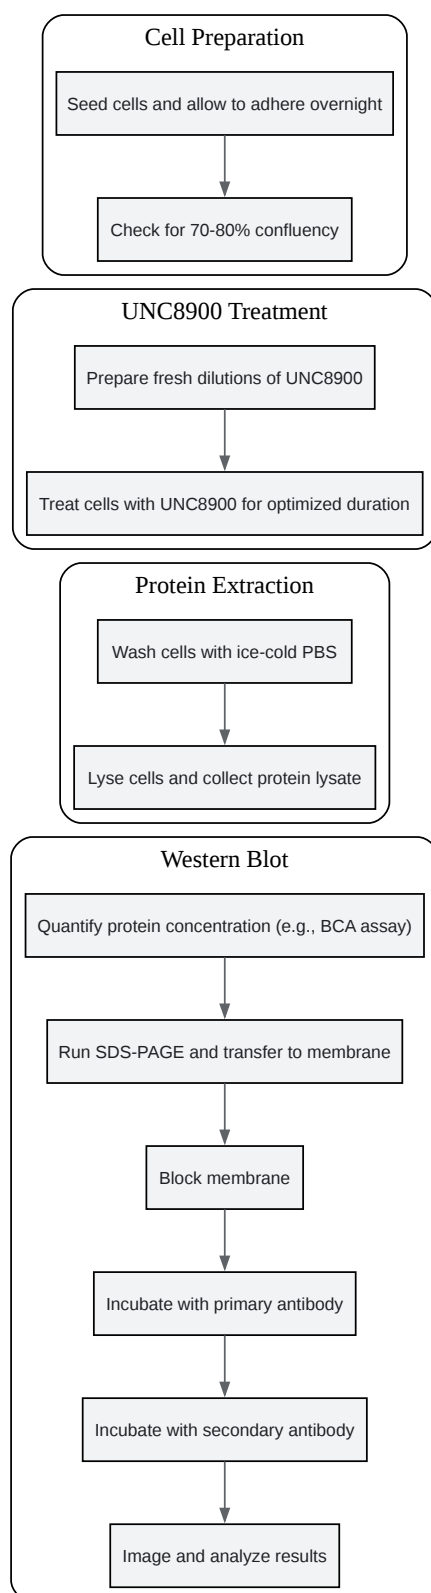 Cell Preparation
Seed cells and allow to adhere overnight
Check for 70-80% confluency
UNC8900 Treatment
Prepare fresh dilutions of UNC8900
Treat cells with UNC8900 for optimized duration
Protein Extraction
Wash cells with ice-cold PBS
Lyse cells and collect protein lysate
Western Blot
Quantify protein concentration (e.g., BCA assay)
Run SDS-PAGE and transfer to membrane
Block membrane
Incubate with primary antibody
Incubate with secondary antibody
Image and analyze results